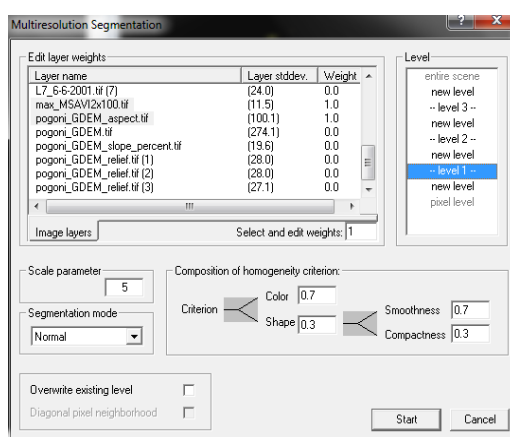 Multiresolution Segmentation
Edit layer weights
Layer name Layer stddev. Weight
L7_6-6-2001.tif (7) (24.0) 0.0
max_MSAVI2x100.tif (11.5) 1.0
pogoni_GDEM_aspect.tif (100.1) 1.0
pogoni_GDEM.tif (274.1) 0.0
pogoni_GDEM_slope_percent.tif (19.6) 0.0
pogoni_GDEM_relief.tif (1) (28.0) 0.0
pogoni_GDEM_relief.tif (2) (28.0) 0.0
pogoni_GDEM_relief.tif (3) (27.1) 0.0
Image layers
Select and edit weights: 1
Level
entire scene
new level
-- level 3 --
new level
-- level 2 --
new level
-- level 1 --
new level
pixel level
Scale parameter
5
Segmentation mode
Normal
Composition of homogeneity criterion:
Criterion
Color 0.7
Shape 0.3
Smoothness 0.7
Compactness 0.3
Overwrite existing level
Diagonal pixel neighborhood
Start
Cancel